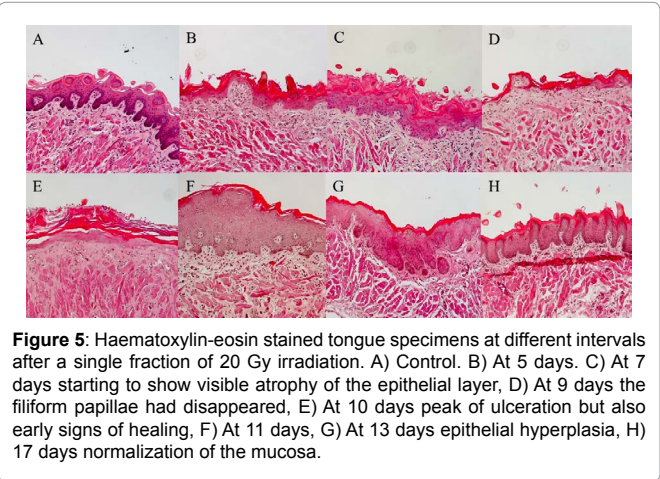 A B C D
E F G H
Figure 5: Haematoxylin-eosin stained tongue specimens at different intervals
after a single fraction of 20 Gy irradiation. A) Control. B) At 5 days. C) At 7
days starting to show visible atrophy of the epithelial layer, D) At 9 days the
filiform papillae had disappeared, E) At 10 days peak of ulceration but also
early signs of healing, F) At 11 days, G) At 13 days epithelial hyperplasia, H)
17 days normalization of the mucosa.